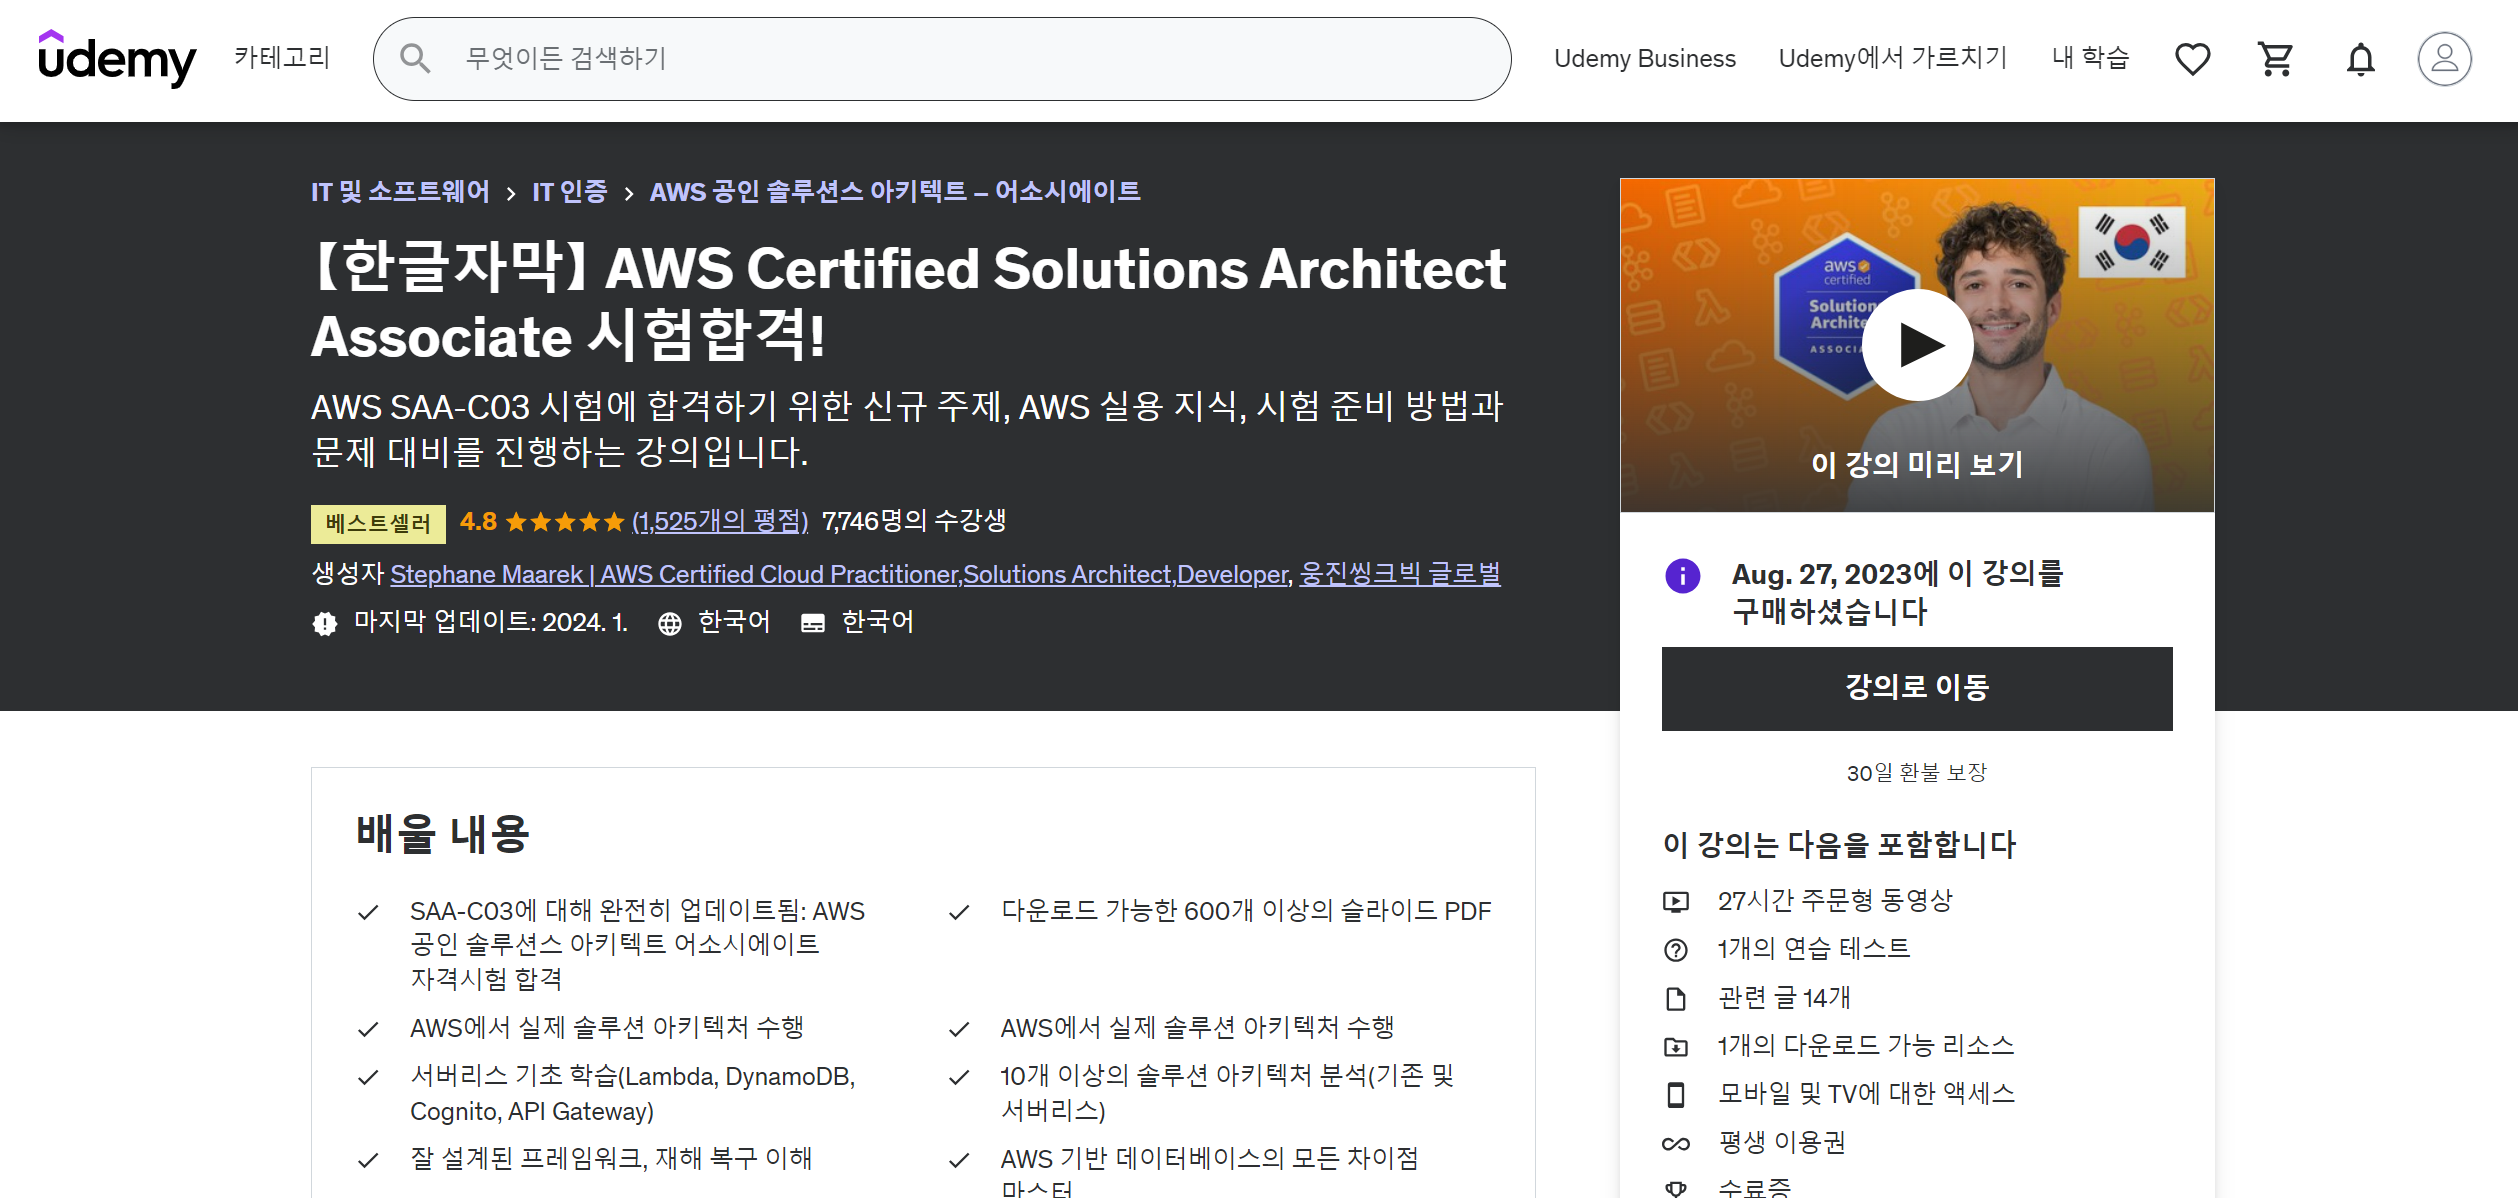 udemy
카테고리
무엇이든 검색하기
Udemy Business
Udemy에서 가르치기
내 학습
IT 및 소프트웨어 > IT 인증 > AWS 공인 솔루션스 아키텍트 – 어소시에이트
【한글자막】 AWS Certified Solutions Architect
Associate 시험합격!
AWS SAA-C03 시험에 합격하기 위한 신규 주제, AWS 실용 지식, 시험 준비 방법과
문제 대비를 진행하는 강의입니다.
베스트셀러 4.8 (1,525개의 평점) 7,746명의 수강생
생성자 Stephane Maarek | AWS Certified Cloud Practitioner,Solutions Architect,Developer, 웅진씽크빅 글로벌
마지막 업데이트: 2024. 1. 한국어 한국어
aws
certified
Solution
Archite
ASSOCIA
이 강의 미리 보기
Aug. 27, 2023에 이 강의를
구매하셨습니다
강의로 이동
30일 환불 보장
이 강의는 다음을 포함합니다
27시간 주문형 동영상
1개의 연습 테스트
관련 글 14개
1개의 다운로드 가능 리소스
모바일 및 TV에 대한 액세스
평생 이용권
수료증
배울 내용
SAA-C03에 대해 완전히 업데이트됨: AWS
공인 솔루션스 아키텍트 어소시에이트
자격시험 합격
다운로드 가능한 600개 이상의 슬라이드 PDF
AWS에서 실제 솔루션 아키텍처 수행
AWS에서 실제 솔루션 아키텍처 수행
서버리스 기초 학습(Lambda, DynamoDB,
Cognito, API Gateway)
10개 이상의 솔루션 아키텍처 분석(기존 및
서버리스)
잘 설계된 프레임워크, 재해 복구 이해
AWS 기반 데이터베이스의 모든 차이점
마스터